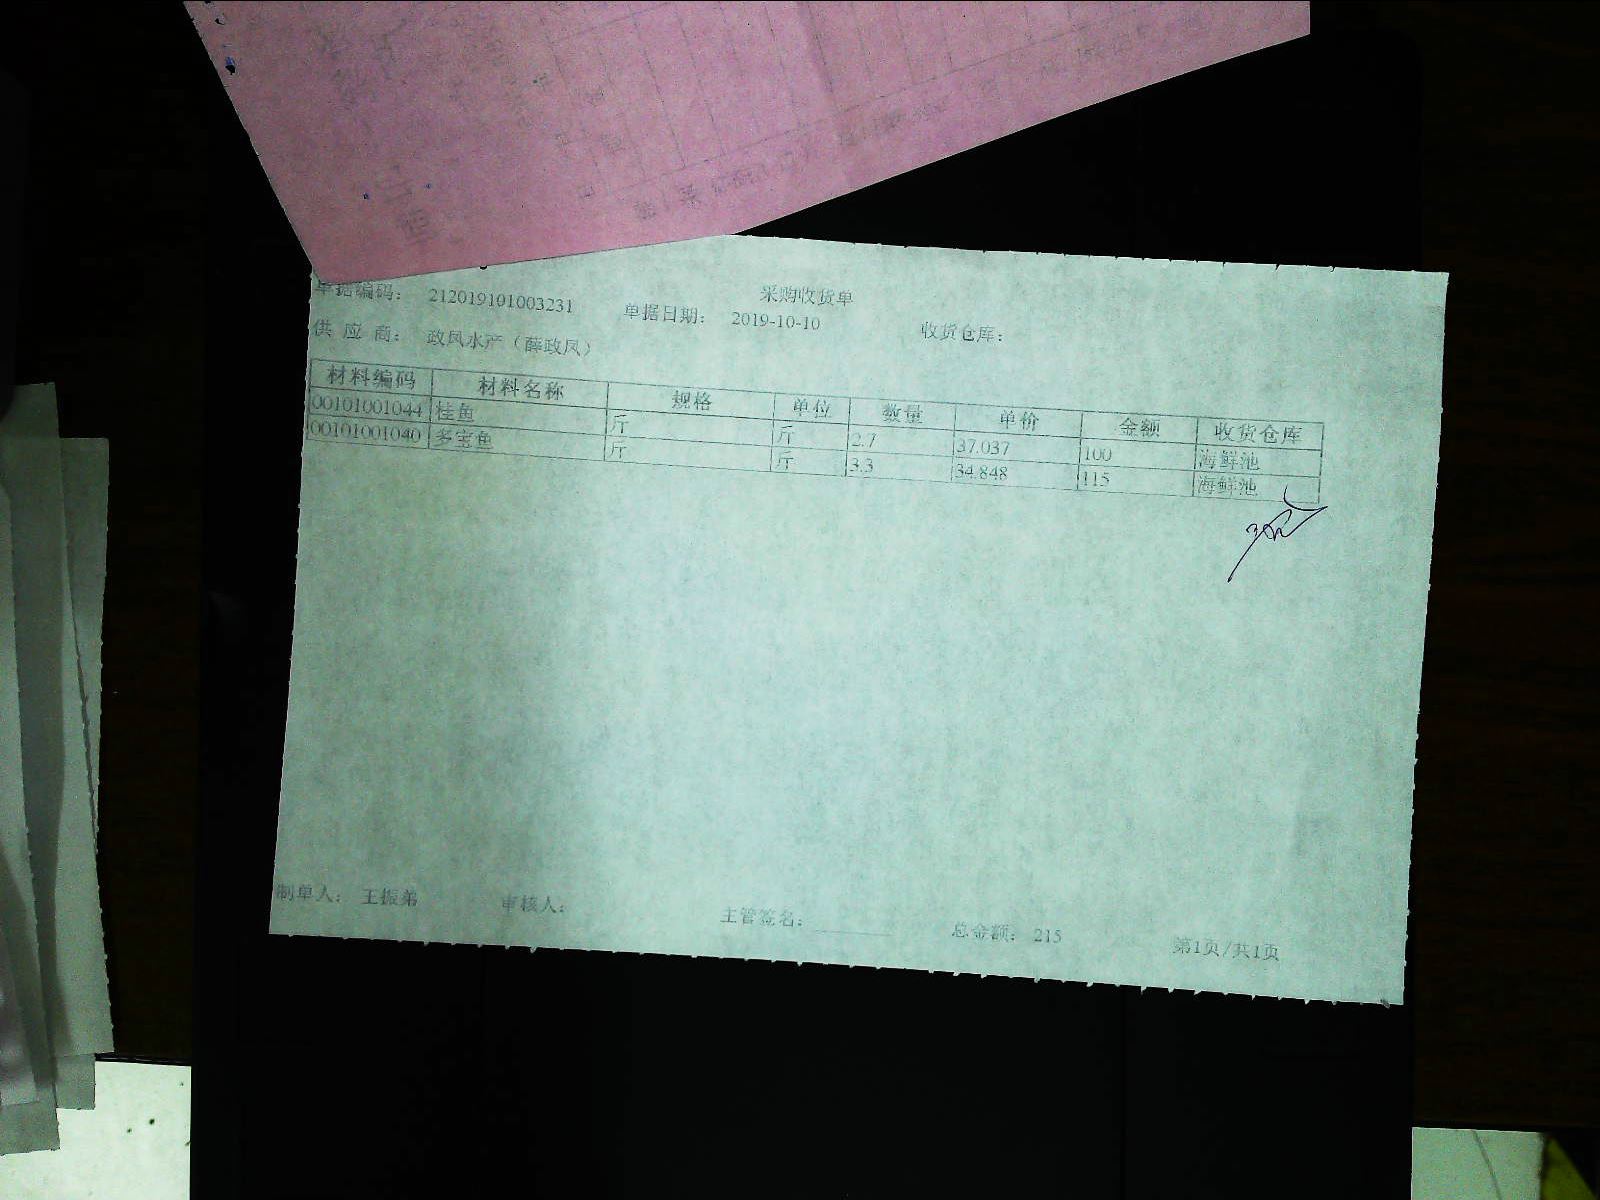 采购收货单
单据编码： 212019101003231 单据日期： 2019-10-10 收货仓库：
供 应 商： 政凤水产（薛政凤）
材料编码 材料名称 规格 单位 数量 单价 金额 收货仓库
00101001044 桂鱼 斤 斤 2.7 37.037 100 海鲜池
00101001040 多宝鱼 斤 斤 3.3 34.848 115 海鲜池
制单人： 王振弟 审核人： 主管签名： 总金额： 215 第1页/共1页